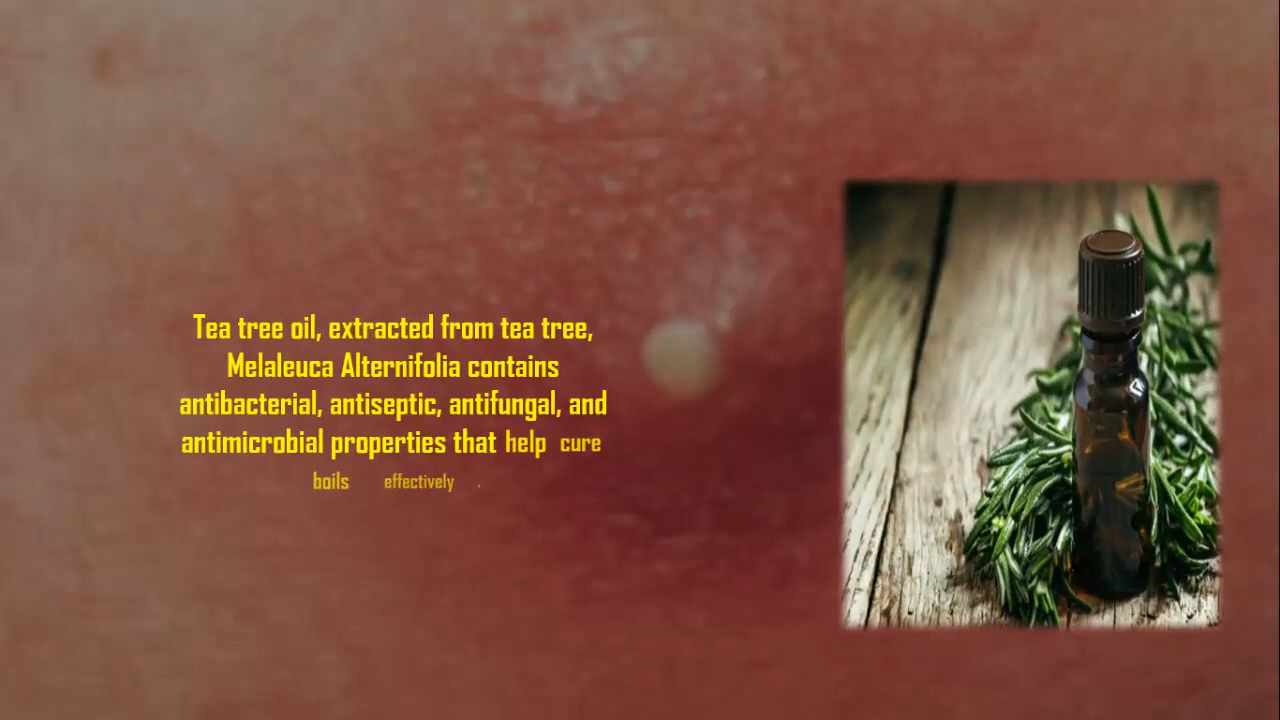 Tea tree oil, extracted from tea tree,
Melaleuca Alternifolia contains
antibacterial, antiseptic, antifungal, and
antimicrobial properties that help cure
boils effectively .